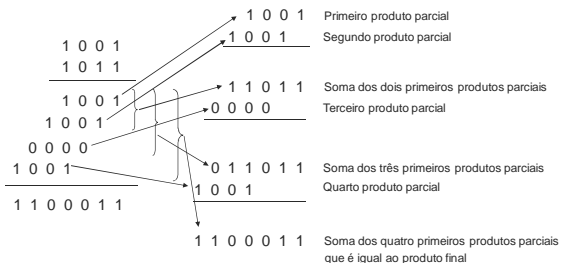 1 0 0 1
1 0 1 1
1 0 0 1
1 0 0 1
0 0 0 0
1 0 0 1
1 1 0 0 0 1 1
1 0 0 1 Primeiro produto parcial
1 0 0 1 Segundo produto parcial
1 1 0 1 1 Soma dos dois primeiros produtos parciais
0 0 0 0 Terceiro produto parcial
0 1 1 0 1 1 Soma dos três primeiros produtos parciais
1 0 0 1 Quarto produto parcial
1 1 0 0 0 1 1 Soma dos quatro primeiros produtos parciais
que é igual ao produto final